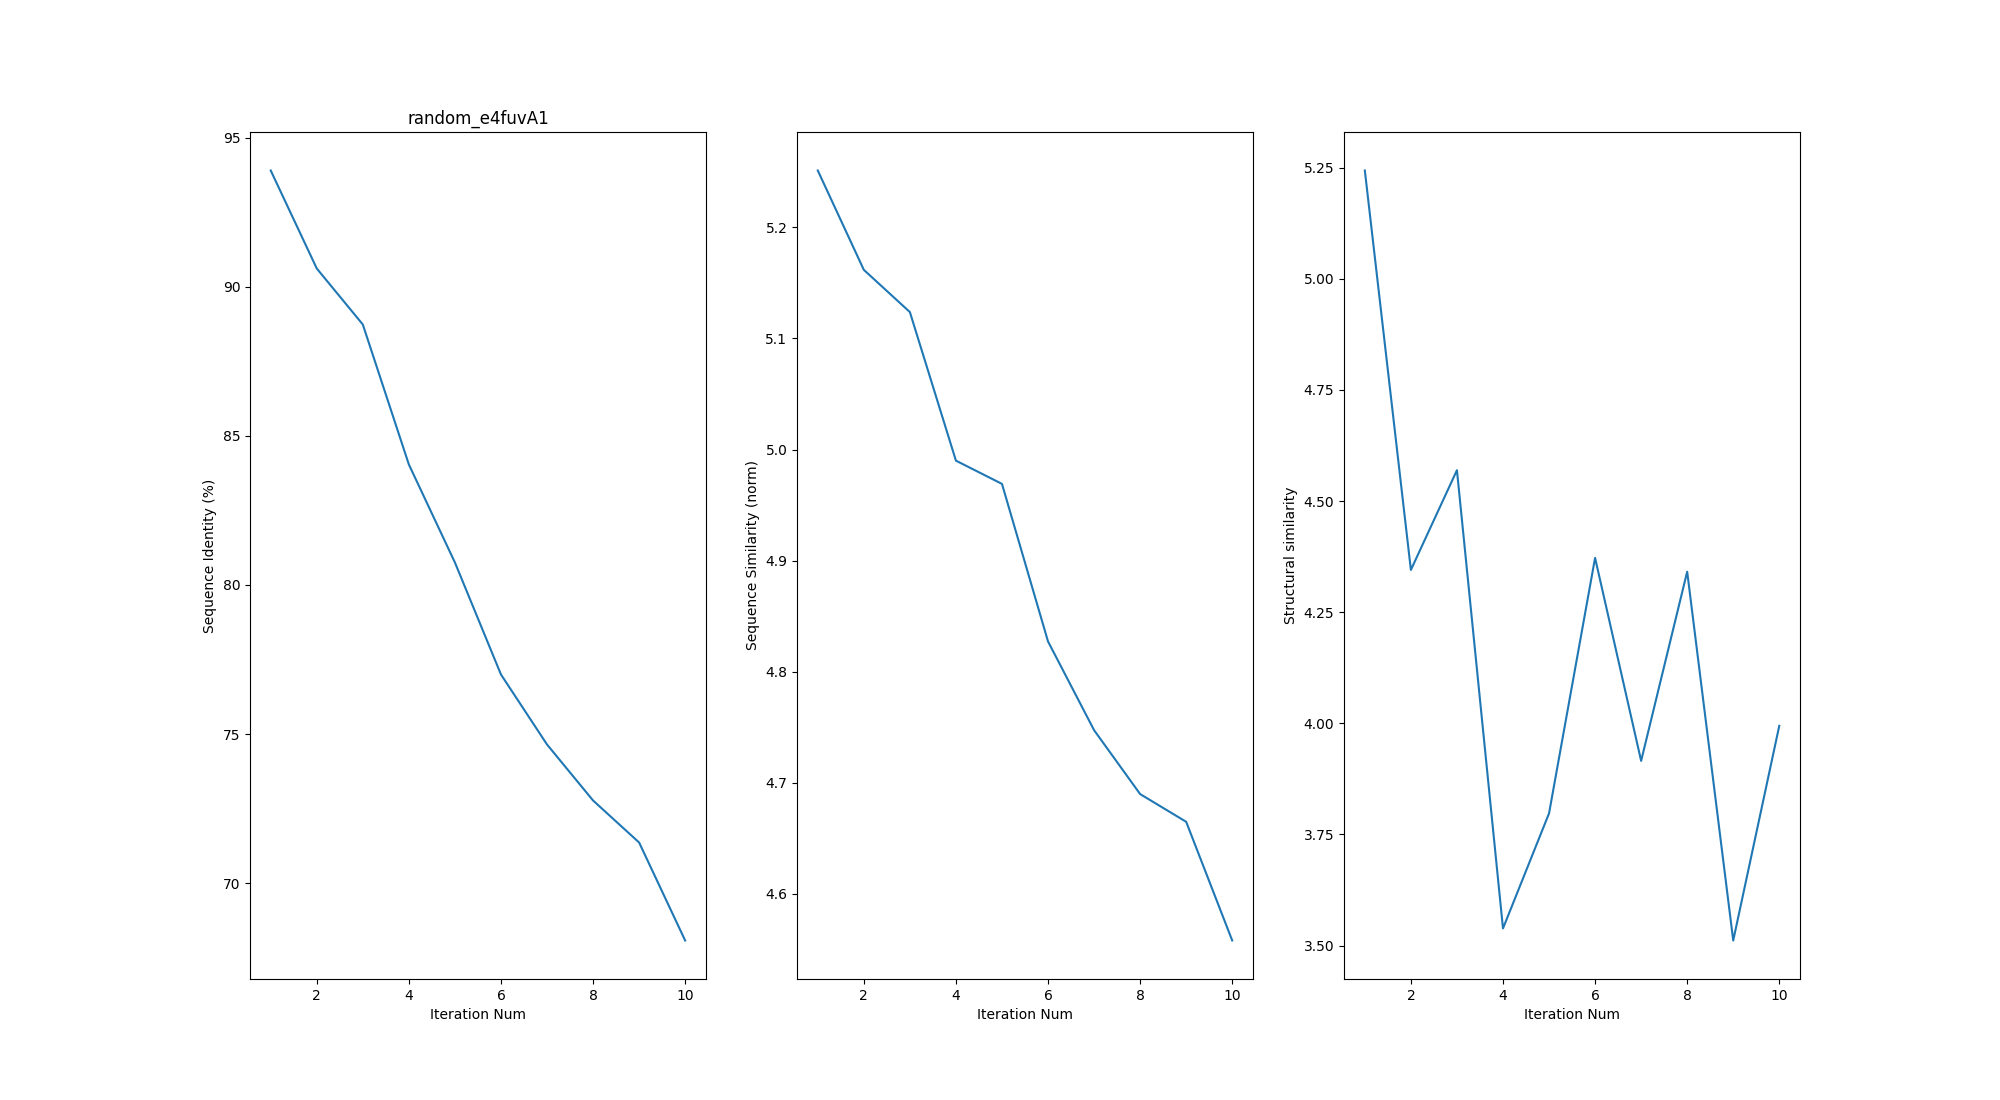 random_e4fuvA1
Sequence Identity (%)
95
90
85
80
75
70
2 4 6 8 10
Iteration Num
Sequence Similarity (norm)
5.2
5.1
5.0
4.9
4.8
4.7
4.6
2 4 6 8 10
Iteration Num
Structural similarity
5.25
5.00
4.75
4.50
4.25
4.00
3.75
3.50
2 4 6 8 10
Iteration Num